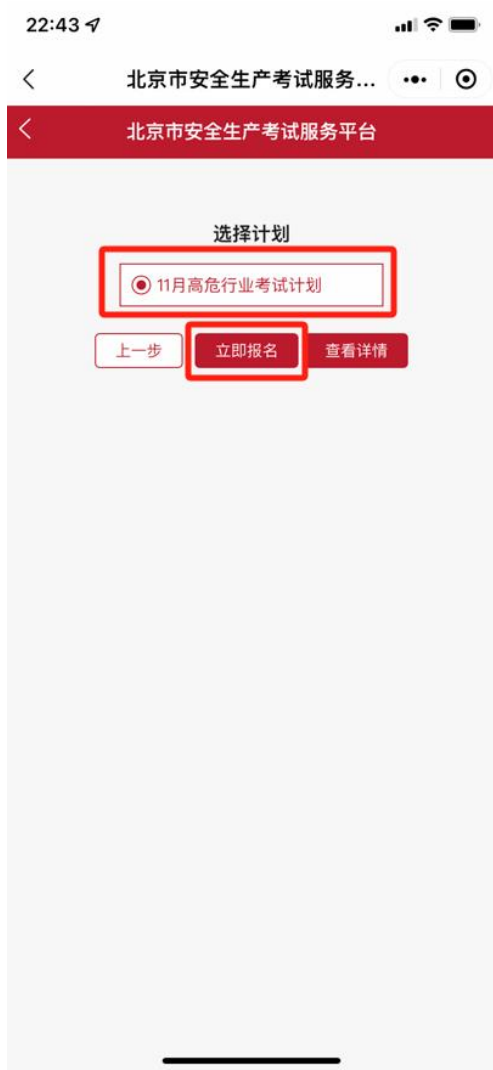 22:43
北京市安全生产考试服务...
北京市安全生产考试服务平台
选择计划
11月高危行业考试计划
上一步 立即报名 查看详情